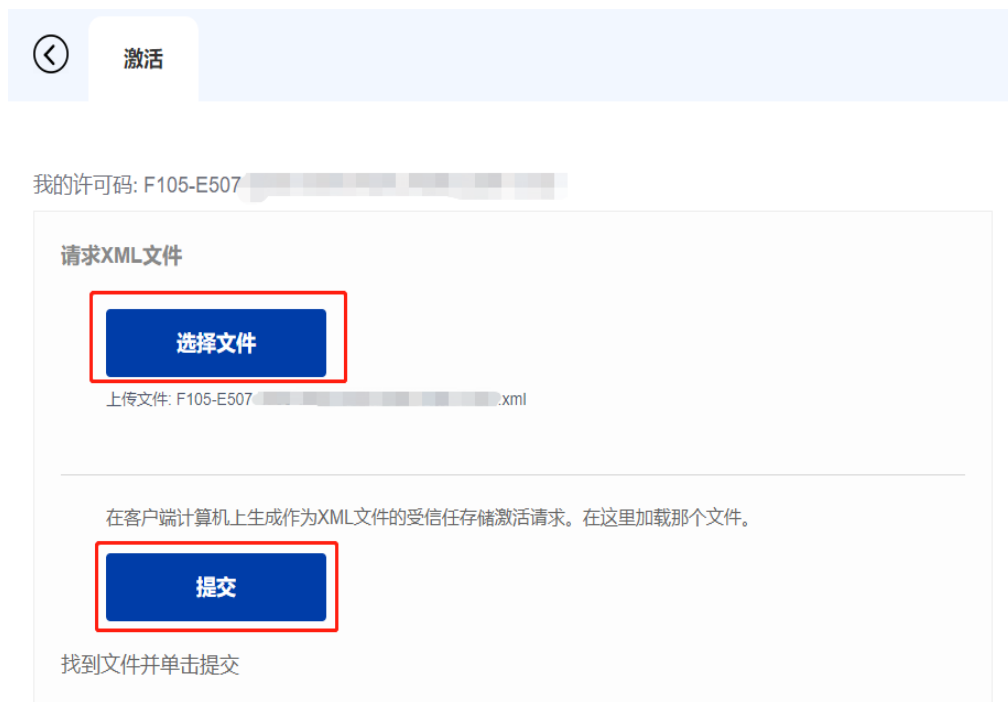 激活
我的许可码: F105-E507
请求XML文件
选择文件
上传文件: F105-E507 .xml
在客户端计算机上生成作为XML文件的受信任存储激活请求。在这里加载那个文件。
提交
找到文件并单击提交